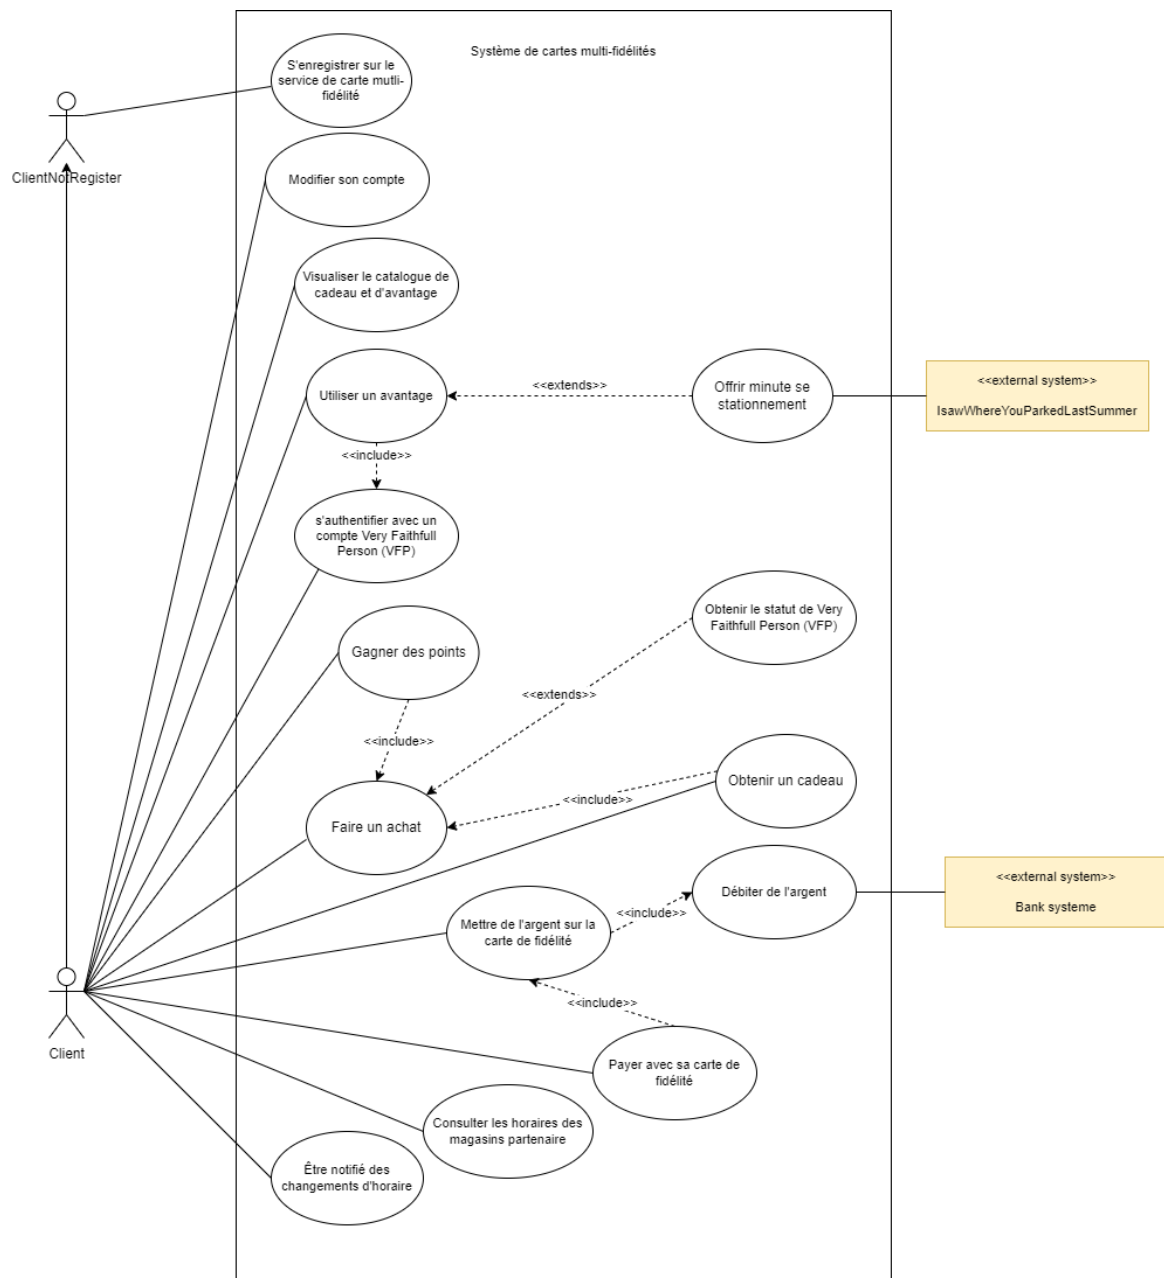 Système de cartes multi-fidélités
S'enregistrer sur le
service de carte mutli-
fidélité
ClientNotRegister
Modifier son compte
Visualiser le catalogue de
cadeau et d'avantage
Utiliser un avantage
<<extends>>
Offrir minute se
stationnement
<<external system>>
IsawWhereYouParkedLastSummer
<<include>>
s'authentifier avec un
compte Very Faithfull
Person (VFP)
Obtenir le statut de Very
Faithfull Person (VFP)
Gagner des points
<<extends>>
<<include>>
Obtenir un cadeau
<<include>>
Faire un achat
Débiter de l'argent
<<external system>>
Bank systeme
<<include>>
Mettre de l'argent sur la
carte de fidélité
<<include>>
Client
Payer avec sa carte de
fidélité
Consulter les horaires des
magasins partenaire
Être notifié des
changements d'horaire